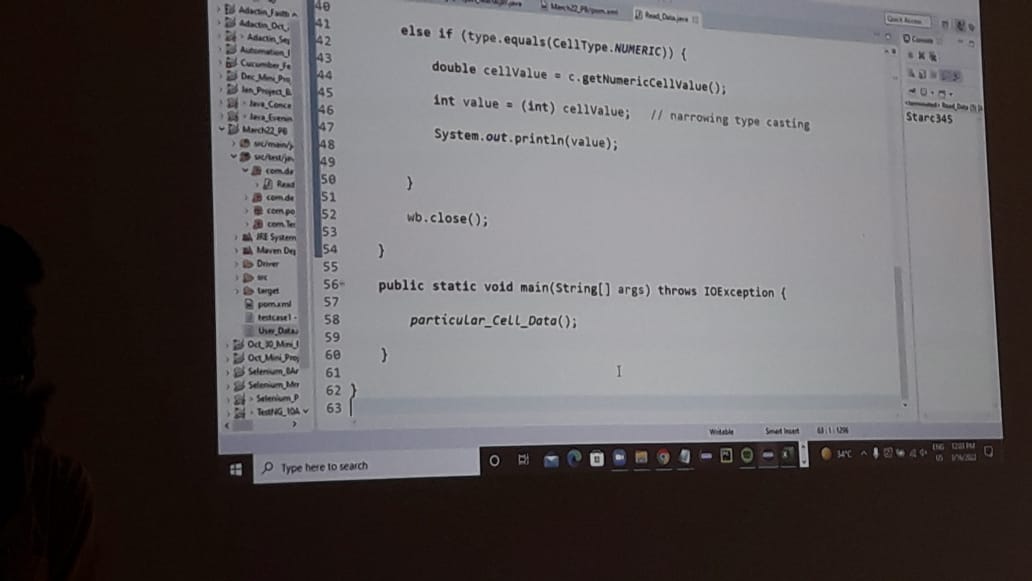 March22_PB/pom.xml
Read_Data.java
Quick Access
Adactin_Oct_
Adactin_Sep
Automation_I
Cucumber_Fe
Dec_Mini_Pro
Java_Conce
Java_Evenin
March22_PB
src/main/j
src/test/jav
com.da
Read
com.de
com.po
com.Tes
JRE System
Maven Dep
Driver
src
target
pom.xml
testcase1 -
User_Data.
Oct_30_Mini_I
Oct_Mini_Proj
Selenium_8Ar
Selenium_P
TestNG_10A
40
41
42 else if (type.equals(CellType.NUMERIC)) {
43
44 double cellValue = c.getNumericCellValue();
45
46 int value = (int) cellValue; // narrowing type casting
47
48 System.out.println(value);
49
50 }
51
52 wb.close();
53
54 }
55
56 public static void main(String[] args) throws IOException {
57
58 particular_Cell_Data();
59
60 }
61
62 }
63
Console
<terminated> Read_Data (5) [J
Starc345
Writable
Smart Insert
63 : 1 : 1296
Type here to search
34°C
ENG
US
12:03 PM